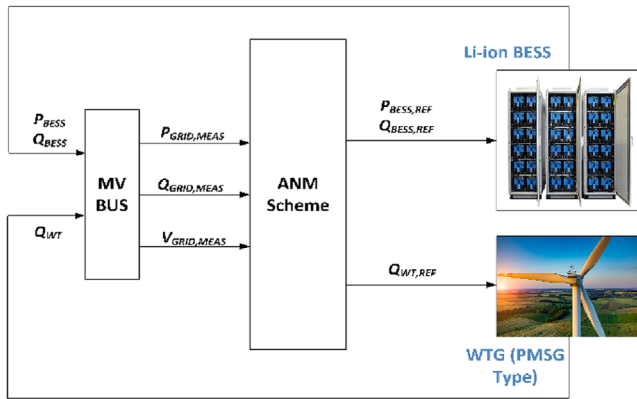 Li-ion BESS
P_BESS
Q_BESS
P_GRID,MEAS
P_BESS,REF
Q_BESS,REF
MV
BUS
Q_GRID,MEAS
ANM
Scheme
Q_WT
V_GRID,MEAS
Q_WT,REF
WTG (PMSG
Type)